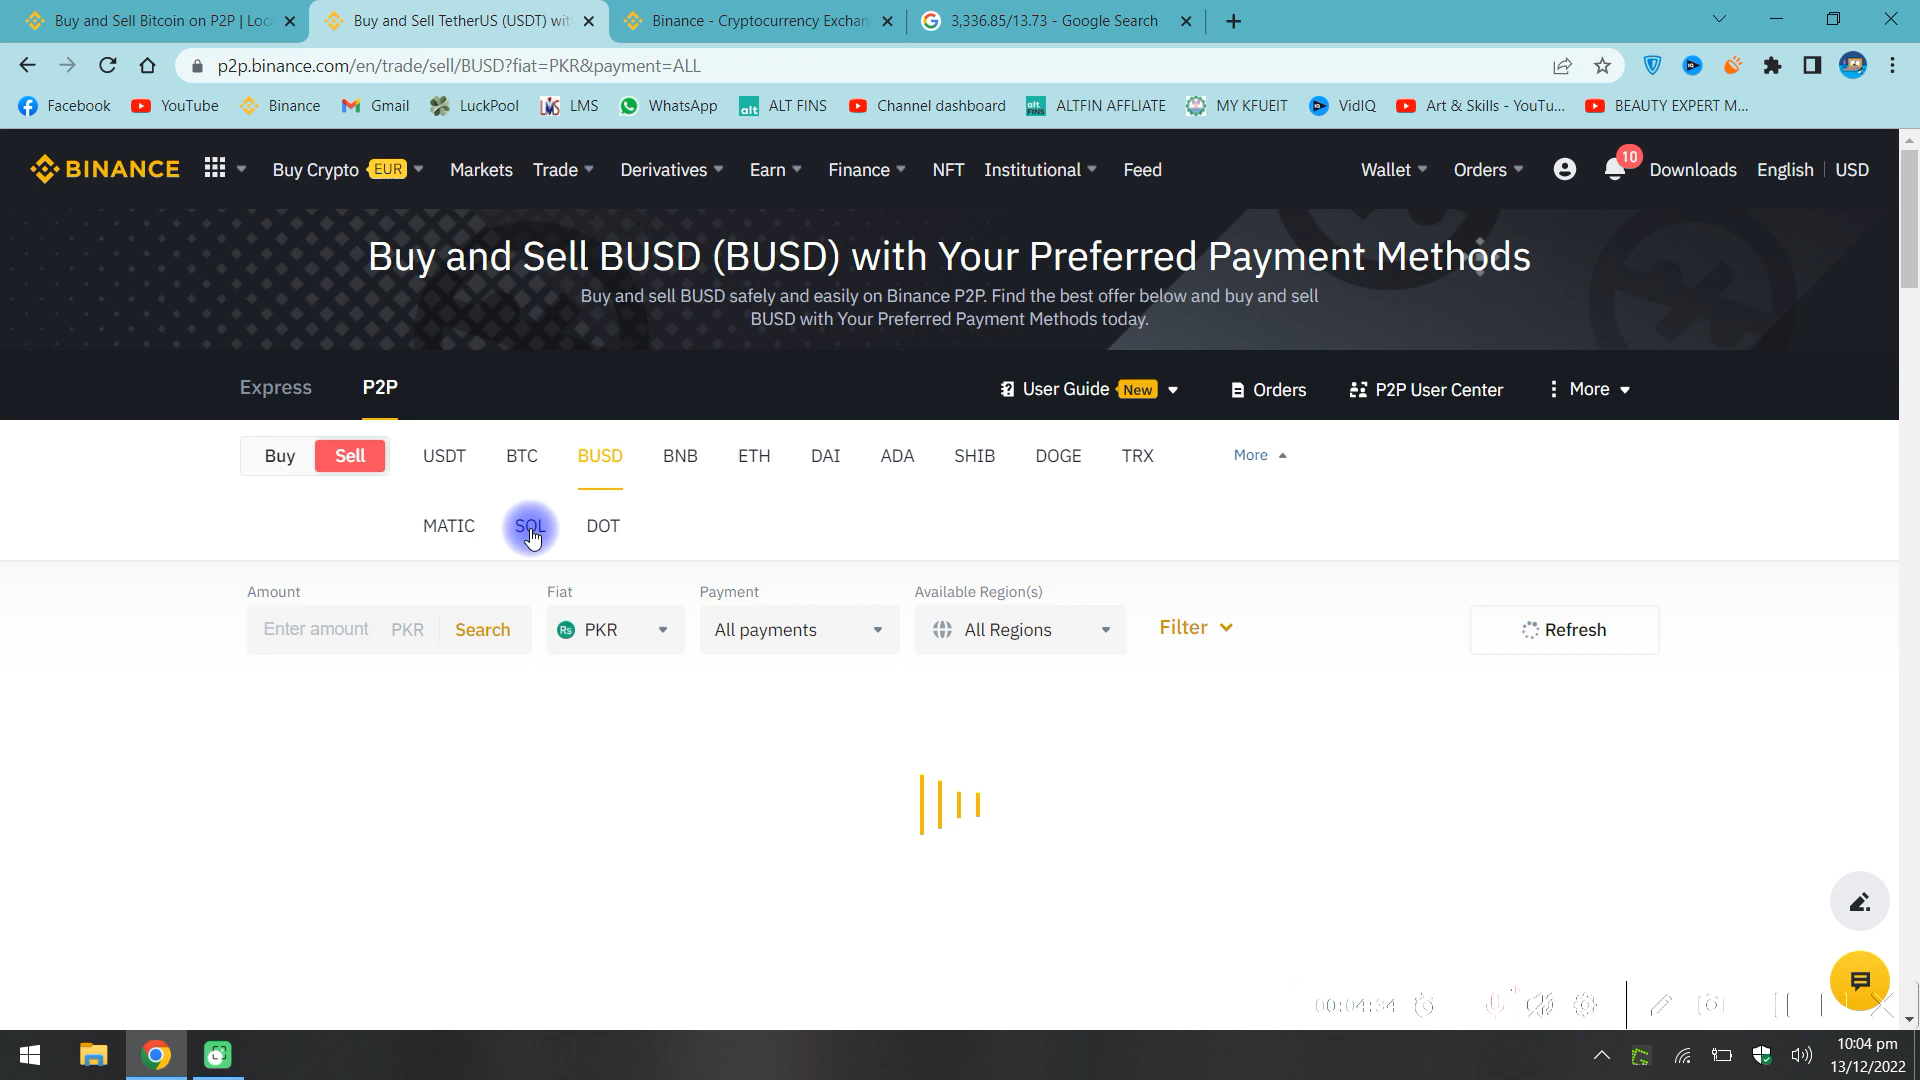 Buy and Sell Bitcoin on P2P | Loc
Buy and Sell TetherUS (USDT) wit
Binance - Cryptocurrency Exchan
3,336.85/13.73 - Google Search
p2p.binance.com/en/trade/sell/BUSD?fiat=PKR&payment=ALL
Facebook YouTube Binance Gmail LuckPool LMS WhatsApp ALT FINS Channel dashboard ALTFIN AFFLIATE MY KFUEIT VidIQ Art & Skills - YouTu... BEAUTY EXPERT M...
BINANCE Buy Crypto EUR Markets Trade Derivatives Earn Finance NFT Institutional Feed Wallet Orders 10 Downloads English USD
Buy and Sell BUSD (BUSD) with Your Preferred Payment Methods
Buy and sell BUSD safely and easily on Binance P2P. Find the best offer below and buy and sell
BUSD with Your Preferred Payment Methods today.
Express P2P User Guide New Orders P2P User Center More
Buy Sell USDT BTC BUSD BNB ETH DAI ADA SHIB DOGE TRX More
MATIC SOL DOT
Amount Fiat Payment Available Region(s)
Enter amount PKR Search Rs PKR All payments All Regions Filter Refresh
00:04:34
10:04 pm
13/12/2022